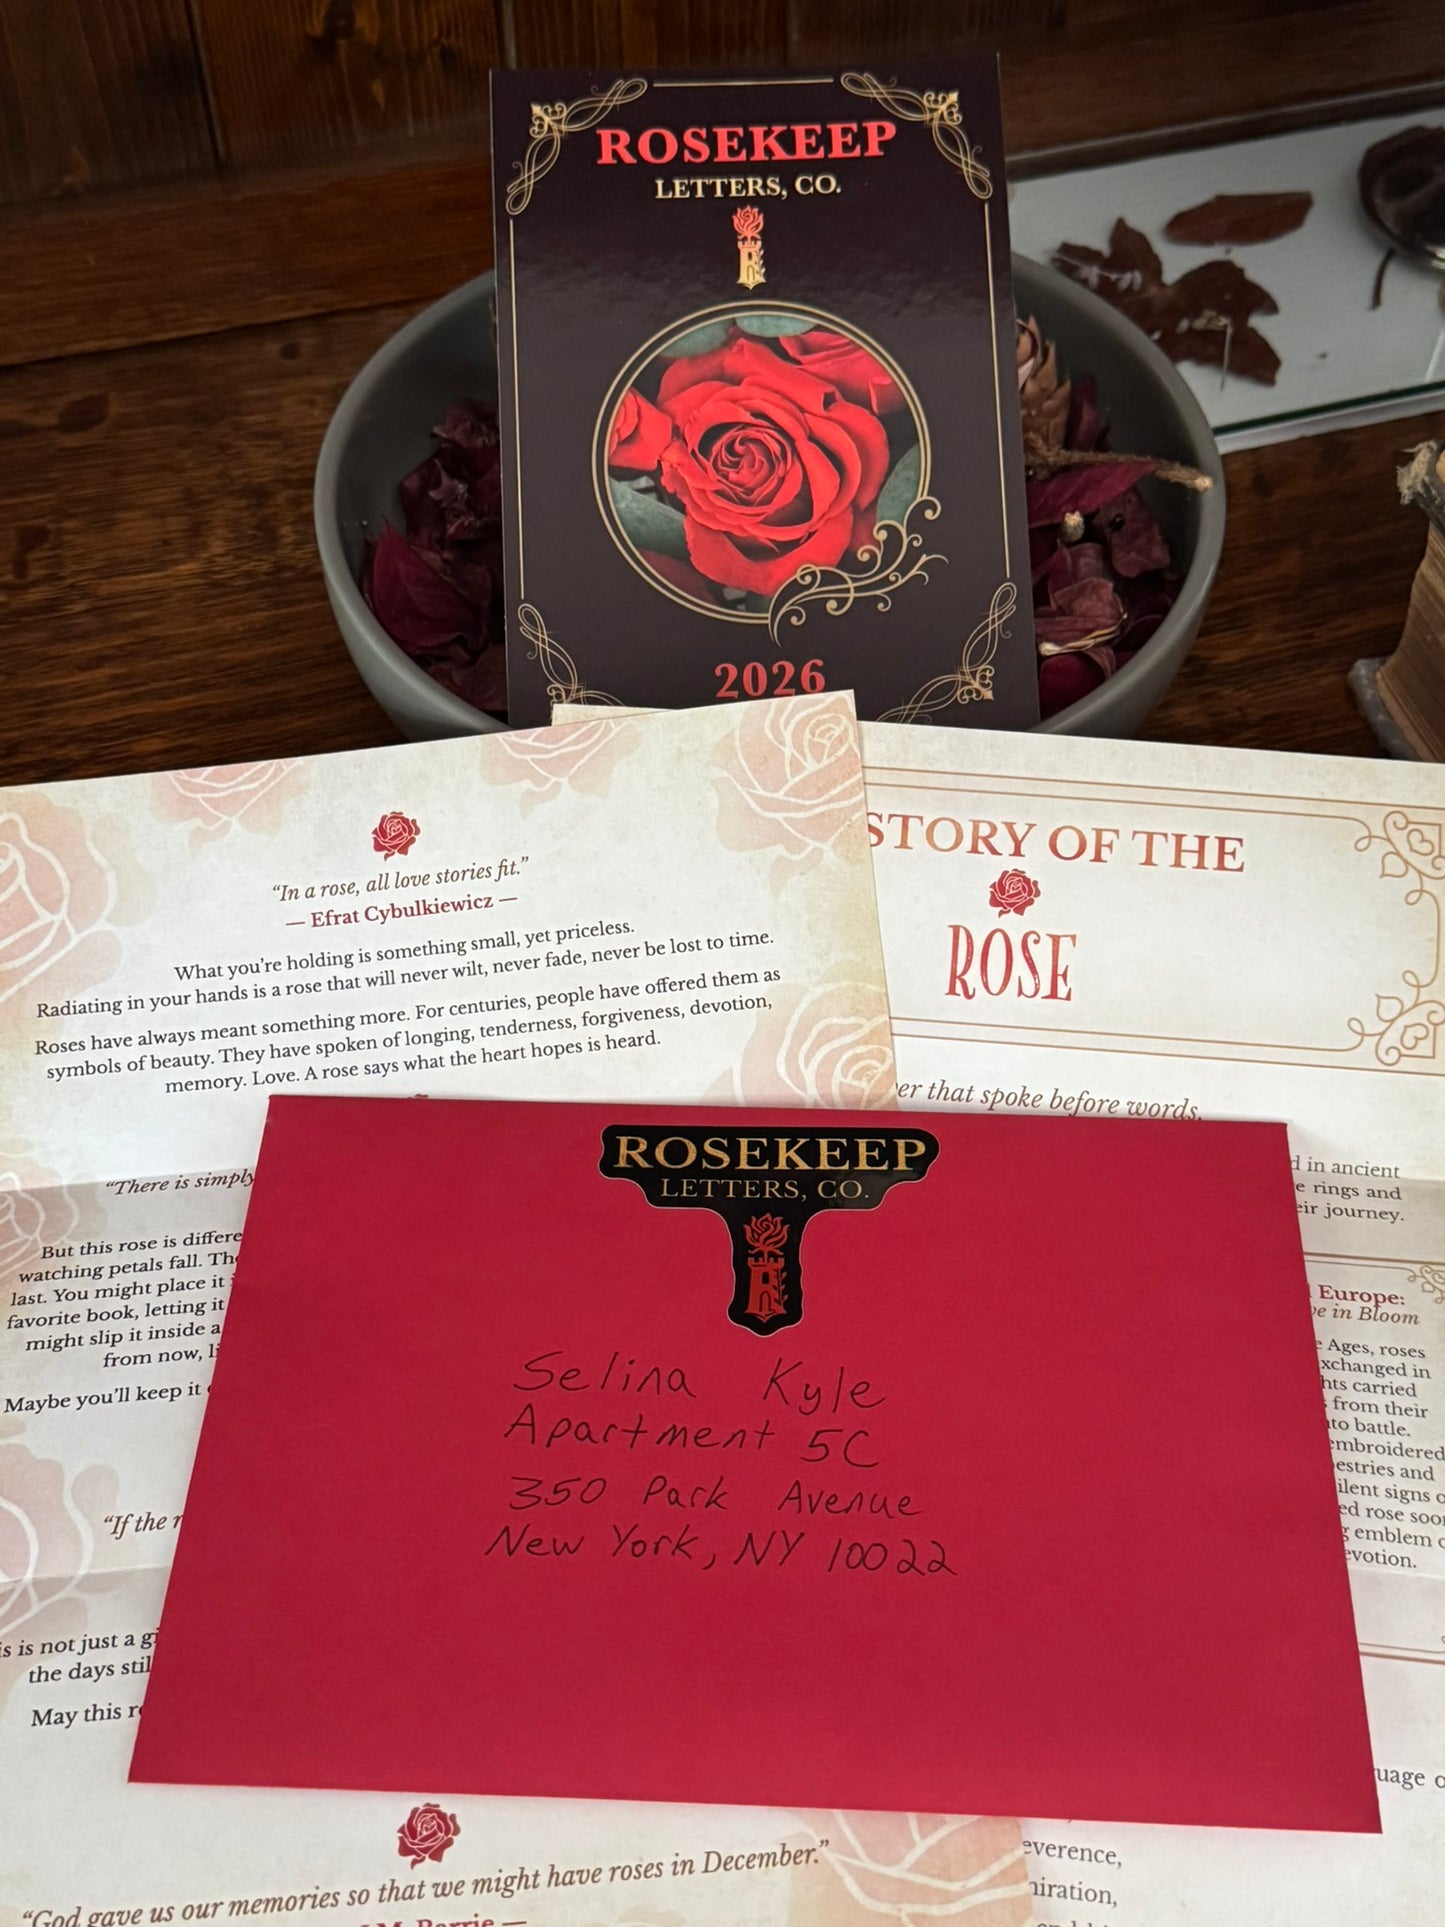 ROSEKEEP
LETTERS, CO.
2026
“In a rose, all love stories fit.”
— Efrat Cybulkiewicz —
What you’re holding is something small, yet priceless.
Radiating in your hands is a rose that will never wilt, never fade, never be lost to time.
Roses have always meant something more. For centuries, people have offered them as
symbols of beauty. They have spoken of longing, tenderness, forgiveness, devotion,
memory. Love. A rose says what the heart hopes is heard.
“There is simply
But this rose is differe
watching petals fall. Th
last. You might place it
favorite book, letting it
might slip it inside a
from now, li
Maybe you’ll keep it
“If the r
is is not just a gi
the days stil
May this r
“God gave us our memories so that we might have roses in December.”
J.M. Barrie —
STORY OF THE
ROSE
er that spoke before words.
d in ancient
e rings and
eir journey.
Europe:
ve in Bloom
e Ages, roses
xchanged in
hts carried
from their
nto battle.
embroidered
pestries and
ilent signs o
ed rose soon
g emblem o
evotion.
uage o
everence,
miration,
ROSEKEEP
LETTERS, CO.
Selina Kyle
Apartment 5C
350 Park Avenue
New York, NY 10022